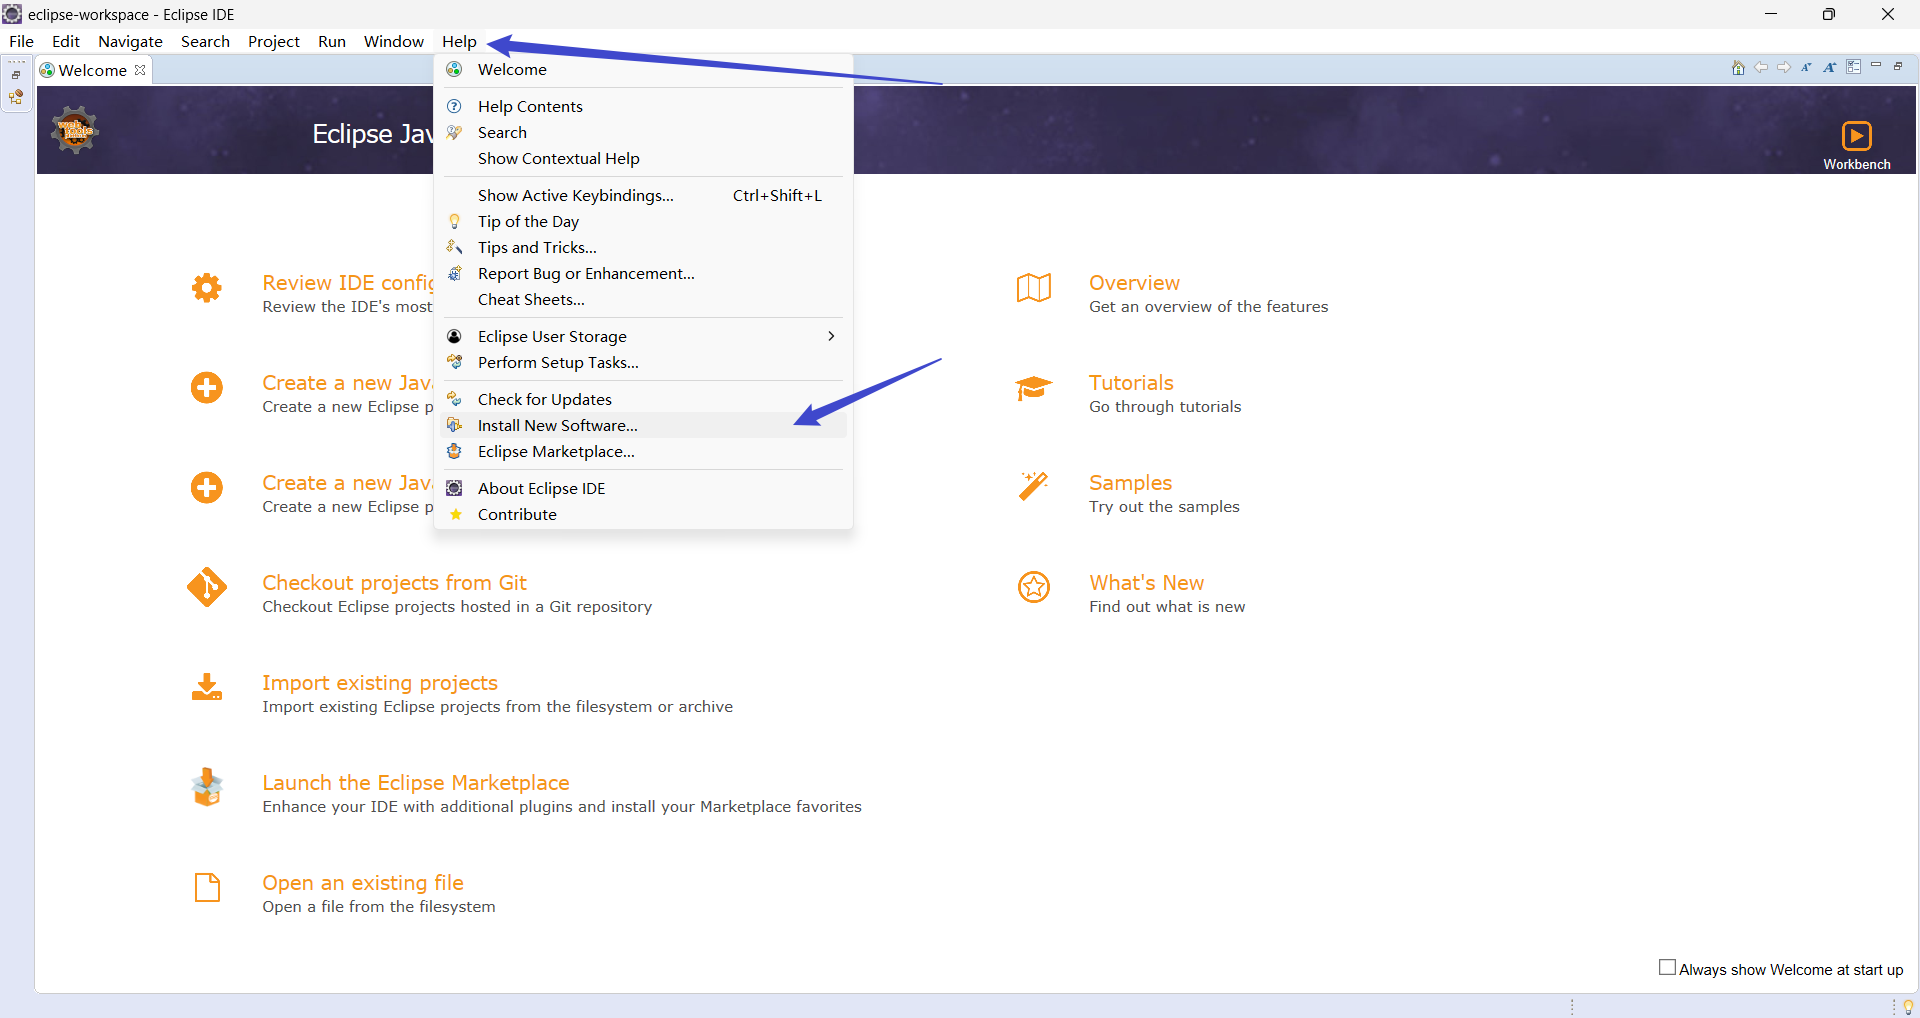 eclipse-workspace - Eclipse IDE
File Edit Navigate Search Project Run Window Help
Welcome
Welcome
Help Contents
Search
Show Contextual Help
Show Active Keybindings... Ctrl+Shift+L
Tip of the Day
Tips and Tricks...
Report Bug or Enhancement...
Cheat Sheets...
Eclipse User Storage
Perform Setup Tasks...
Check for Updates
Install New Software...
Eclipse Marketplace...
About Eclipse IDE
Contribute
web
tools
Eclipse Jav
Workbench
Review IDE config
Review the IDE's most
Create a new Jav
Create a new Eclipse p
Create a new Jav
Create a new Eclipse p
Checkout projects from Git
Checkout Eclipse projects hosted in a Git repository
Import existing projects
Import existing Eclipse projects from the filesystem or archive
Launch the Eclipse Marketplace
Enhance your IDE with additional plugins and install your Marketplace favorites
Open an existing file
Open a file from the filesystem
Overview
Get an overview of the features
Tutorials
Go through tutorials
Samples
Try out the samples
What's New
Find out what is new
Always show Welcome at start up